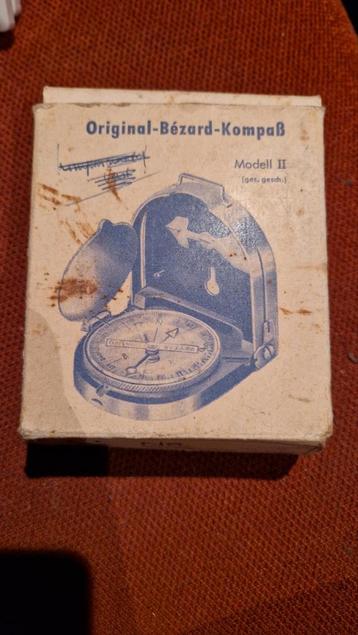 Original-Bézard-Kompaß
Modell II
(ges. gesch.)